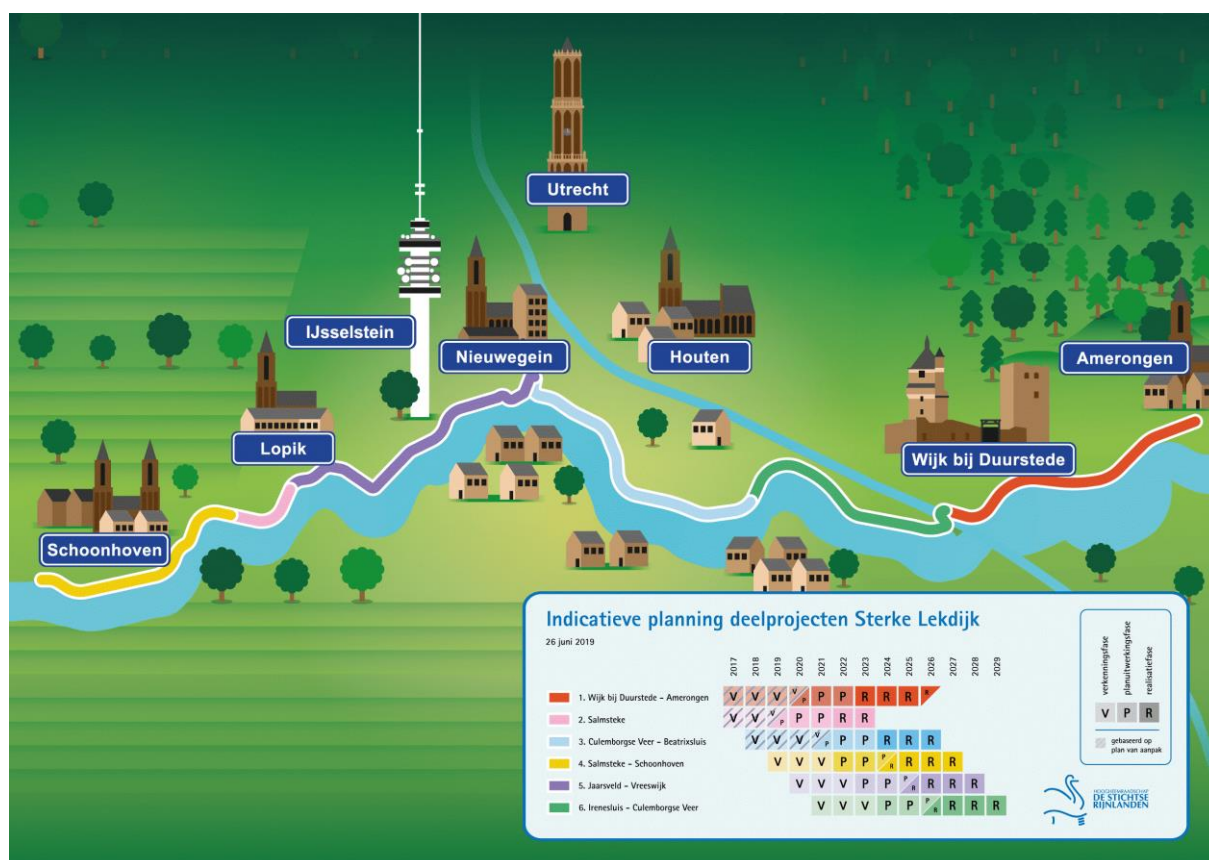 Utrecht
IJsselstein
Nieuwegein
Houten
Amerongen
Lopik
Wijk bij Duurstede
Schoonhoven
Indicatieve planning deelprojecten Sterke Lekdijk
26 juni 2019
2017 2018 2019 2020 2021 2022 2023 2024 2025 2026 2027 2028 2029
1. Wijk bij Duurstede - Amerongen V V V V P P P R R R R
2. Salmsteke V V V P P P R R
3. Culemborgse Veer - Beatrixsluis V V V V P P P R R R
4. Salmsteke - Schoonhoven V V V P P P R R R R
5. Jaarsveld - Vreeswijk V V V P P P R R R R
6. Irenesluis - Culemborgse Veer V V V P P P R R R R
verkenningsfase
planuitwerkingsfase
realisatiefase
V P R
gebaseerd op
plan van aanpak
HOOGHEEMRAADSCHAP
DE STICHTSE
RIJNLANDEN